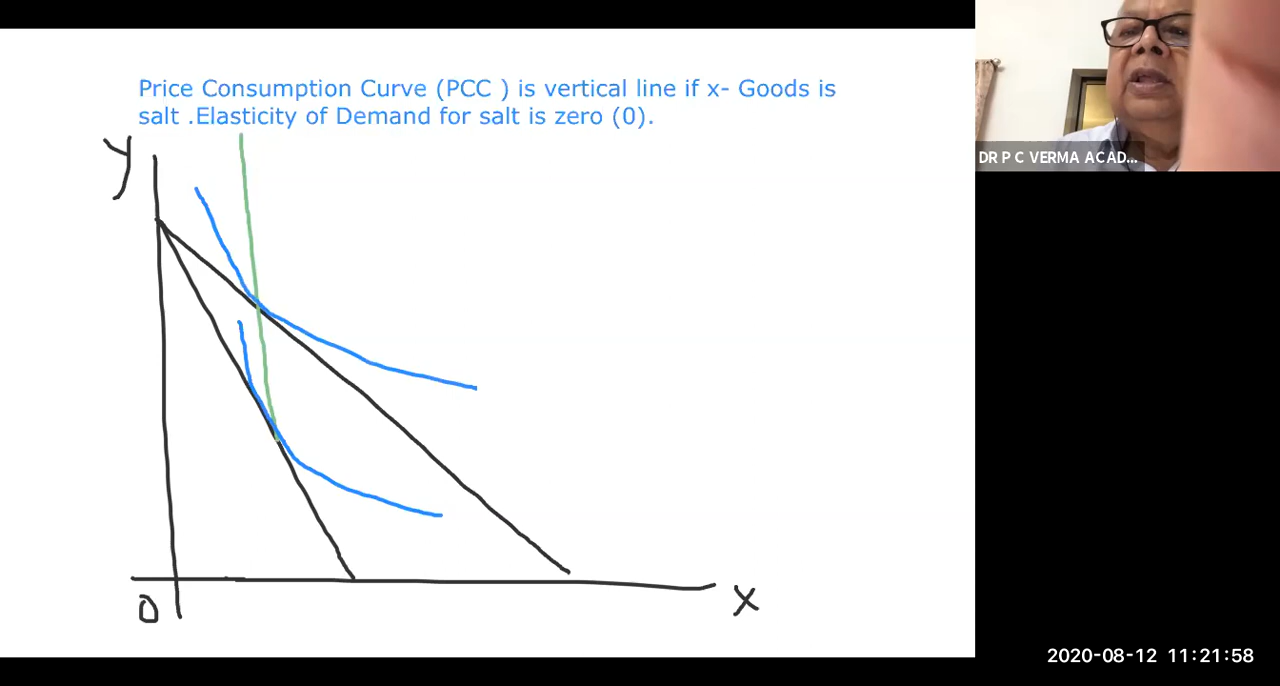 Price Consumption Curve (PCC ) is vertical line if x- Goods is
salt .Elasticity of Demand for salt is zero (0).
y
0
x
DR P C VERMA ACAD...
2020-08-12 11:21:58